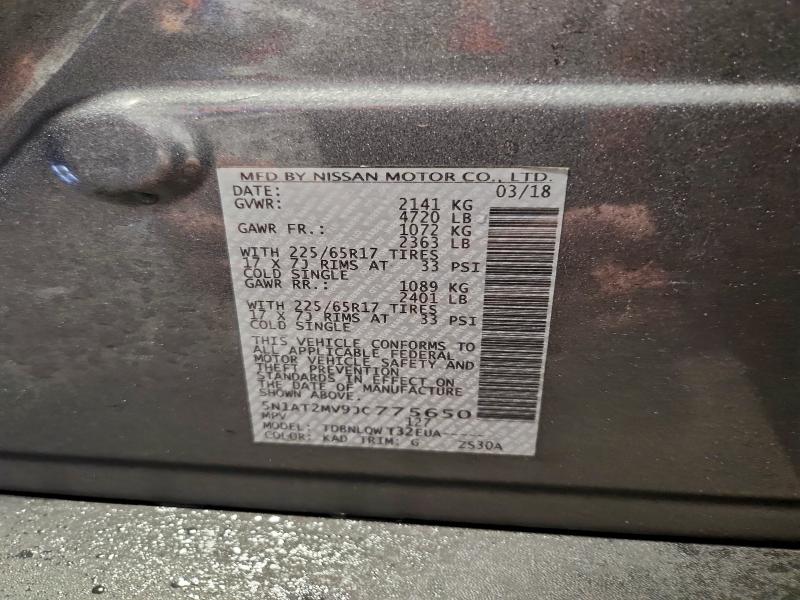 MFD BY NISSAN MOTOR CO., LTD.
DATE: 03/18
GVWR: 2141 KG
4720 LB
GAWR FR.: 1072 KG
2363 LB
WITH 225/65R17 TIRES
17 X 7J RIMS AT 33 PSI
COLD SINGLE
GAWR RR.: 1089 KG
2401 LB
WITH 225/65R17 TIRES
17 X 7J RIMS AT 33 PSI
COLD SINGLE
THIS VEHICLE CONFORMS TO
ALL APPLICABLE FEDERAL
MOTOR VEHICLE SAFETY AND
THEFT PREVENTION
STANDARDS IN EFFECT ON
THE DATE OF MANUFACTURE
SHOWN ABOVE.
5N1AT2MV9JC775650
MPV 127
MODEL: TDBNLQW T32EUA-----
COLOR: KAD TRIM: G ZS30A